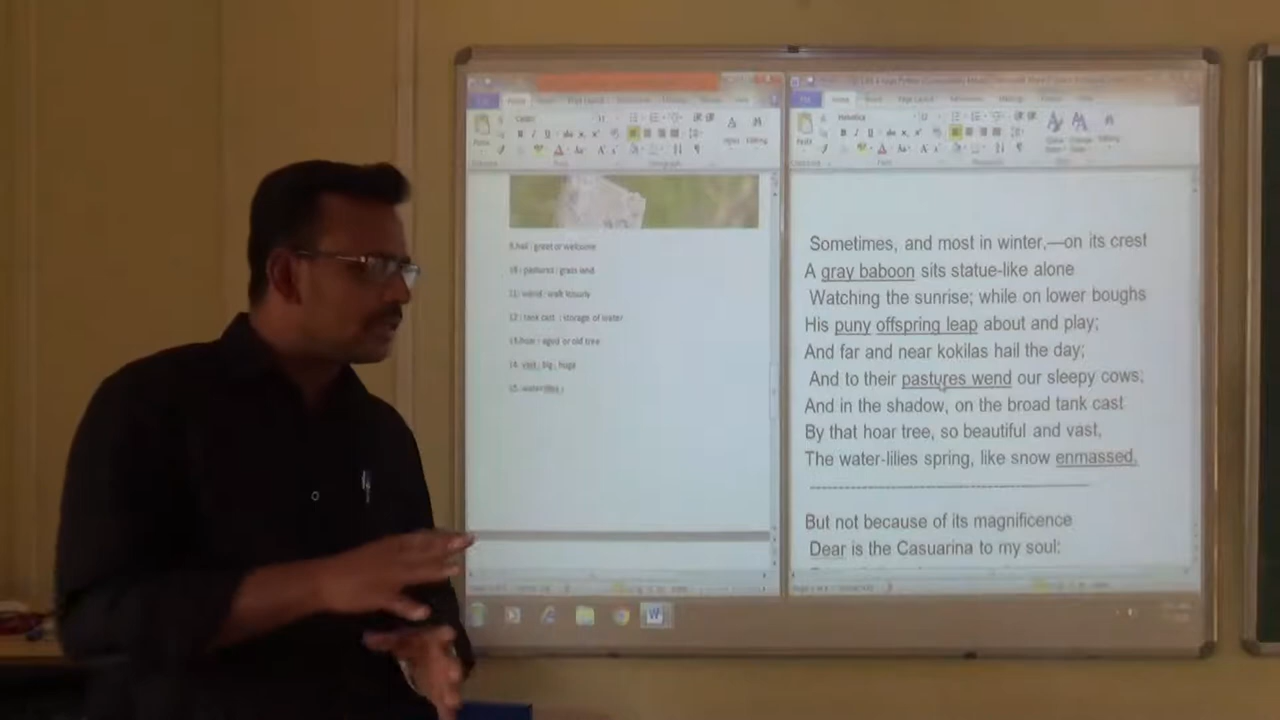 9.hail : greet or welcome
10 : pastures : grass land
11: wend : walk leisurely
12 : tank cast : storage of water
13.hoar : aged or old tree
14. vast : big , huge
15. water lilies :
Sometimes, and most in winter,—on its crest
A gray baboon sits statue-like alone
Watching the sunrise; while on lower boughs
His puny offspring leap about and play;
And far and near kokilas hail the day;
And to their pastures wend our sleepy cows;
And in the shadow, on the broad tank cast
By that hoar tree, so beautiful and vast,
The water-lilies spring, like snow enmassed.
But not because of its magnificence
Dear is the Casuarina to my soul: